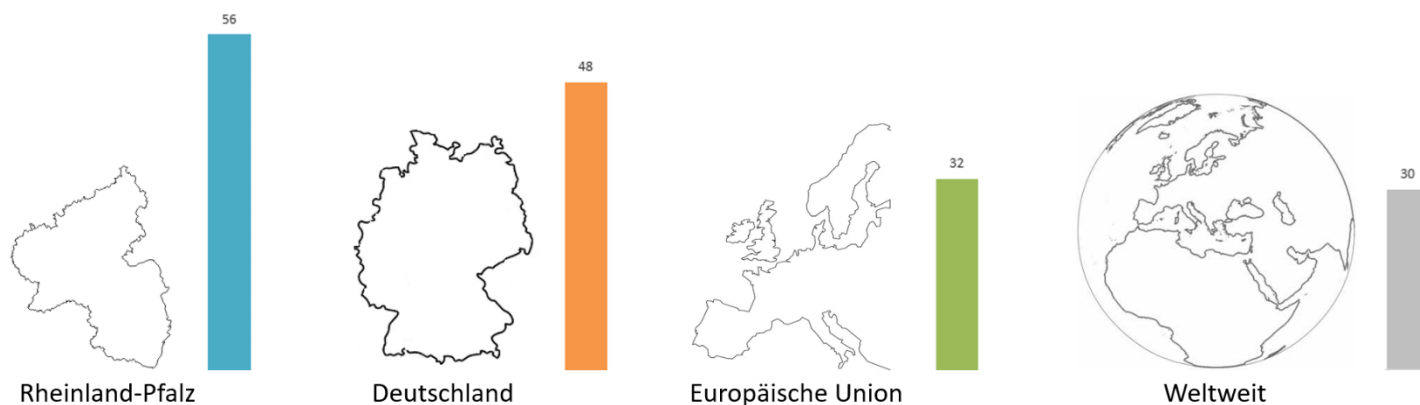 56
48
32
30
Rheinland-Pfalz
Deutschland
Europäische Union
Weltweit